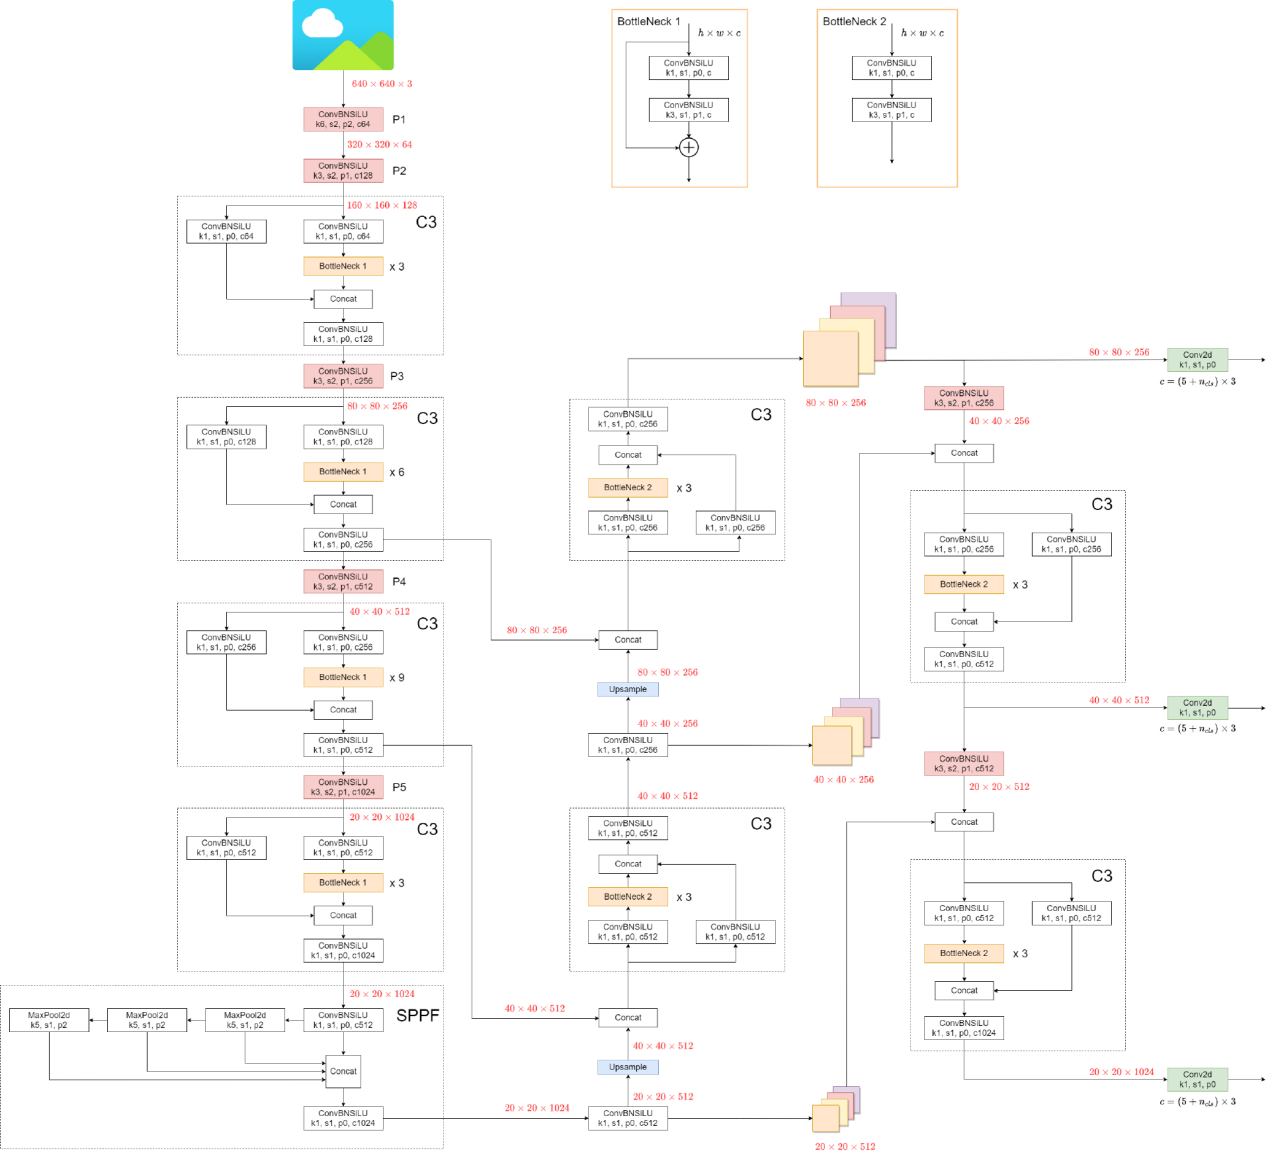 640 × 640 × 3
ConvBNSiLU
k6, s2, p2, c64
P1
320 × 320 × 64
ConvBNSiLU
k3, s2, p1, c128
P2
160 × 160 × 128
C3
ConvBNSiLU
k1, s1, p0, c64
ConvBNSiLU
k1, s1, p0, c64
BottleNeck 1
x 3
Concat
ConvBNSiLU
k1, s1, p0, c128
ConvBNSiLU
k3, s2, p1, c256
P3
80 × 80 × 256
C3
ConvBNSiLU
k1, s1, p0, c128
ConvBNSiLU
k1, s1, p0, c128
BottleNeck 1
x 6
Concat
ConvBNSiLU
k1, s1, p0, c256
ConvBNSiLU
k3, s2, p1, c512
P4
40 × 40 × 512
C3
ConvBNSiLU
k1, s1, p0, c256
ConvBNSiLU
k1, s1, p0, c256
BottleNeck 1
x 9
Concat
ConvBNSiLU
k1, s1, p0, c512
ConvBNSiLU
k3, s2, p1, c1024
P5
20 × 20 × 1024
C3
ConvBNSiLU
k1, s1, p0, c512
ConvBNSiLU
k1, s1, p0, c512
BottleNeck 1
x 3
Concat
ConvBNSiLU
k1, s1, p0, c1024
20 × 20 × 1024
SPPF
MaxPool2d
k5, s1, p2
MaxPool2d
k5, s1, p2
MaxPool2d
k5, s1, p2
ConvBNSiLU
k1, s1, p0, c512
Concat
ConvBNSiLU
k1, s1, p0, c1024
BottleNeck 1
h × w × c
ConvBNSiLU
k1, s1, p0, c
ConvBNSiLU
k3, s1, p1, c
BottleNeck 2
h × w × c
ConvBNSiLU
k1, s1, p0, c
ConvBNSiLU
k3, s1, p1, c
C3
ConvBNSiLU
k1, s1, p0, c256
Concat
BottleNeck 2
x 3
ConvBNSiLU
k1, s1, p0, c256
ConvBNSiLU
k1, s1, p0, c256
80 × 80 × 256
Concat
80 × 80 × 256
Upsample
40 × 40 × 256
ConvBNSiLU
k1, s1, p0, c256
40 × 40 × 512
C3
ConvBNSiLU
k1, s1, p0, c512
Concat
BottleNeck 2
x 3
ConvBNSiLU
k1, s1, p0, c512
ConvBNSiLU
k1, s1, p0, c512
40 × 40 × 512
Concat
40 × 40 × 512
Upsample
20 × 20 × 512
20 × 20 × 1024
ConvBNSiLU
k1, s1, p0, c512
80 × 80 × 256
40 × 40 × 256
20 × 20 × 512
80 × 80 × 256
Conv2d
k1, s1, p0
c = (5 + n_cls) × 3
ConvBNSiLU
k3, s2, p1, c256
40 × 40 × 256
Concat
C3
ConvBNSiLU
k1, s1, p0, c256
ConvBNSiLU
k1, s1, p0, c256
BottleNeck 2
x 3
Concat
ConvBNSiLU
k1, s1, p0, c512
40 × 40 × 512
Conv2d
k1, s1, p0
c = (5 + n_cls) × 3
ConvBNSiLU
k3, s2, p1, c512
20 × 20 × 512
Concat
C3
ConvBNSiLU
k1, s1, p0, c512
ConvBNSiLU
k1, s1, p0, c512
BottleNeck 2
x 3
Concat
ConvBNSiLU
k1, s1, p0, c1024
20 × 20 × 1024
Conv2d
k1, s1, p0
c = (5 + n_cls) × 3